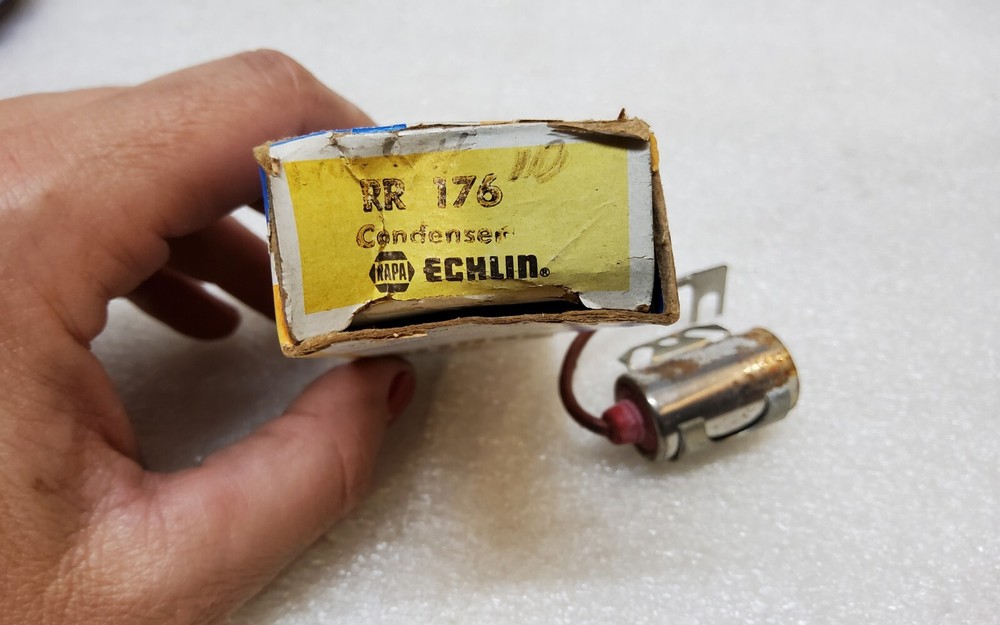 RR 176
Condenser
NAPA ECHLIN®